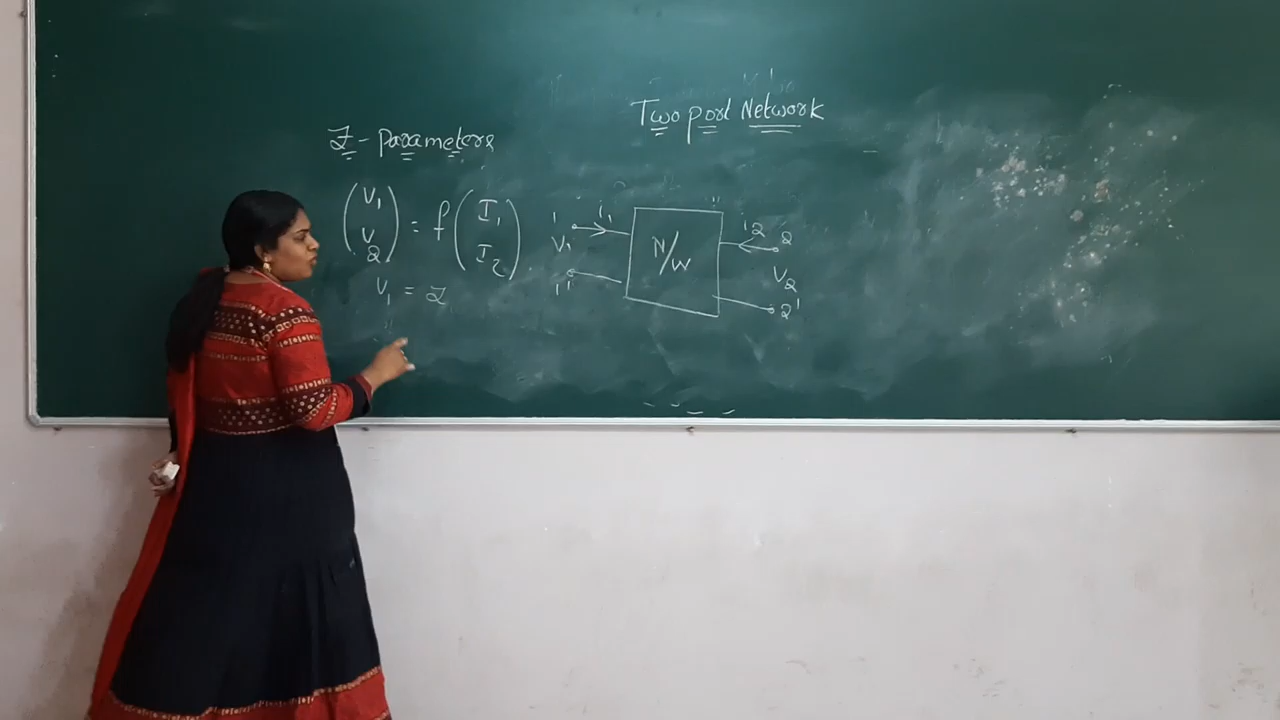 Two port Network
Z - parameters
(V1 V2) = f (I1 I2)
V1 = Z
1 i1 i2 2
V1 N/W V2
1' 2'